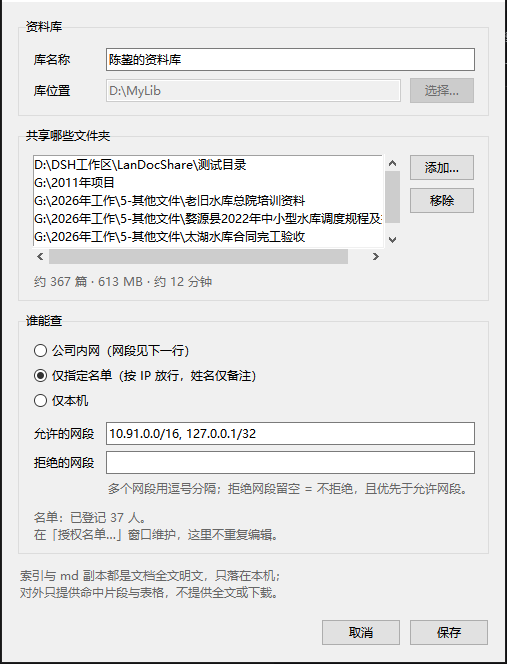 资料库
库名称
陈鋆的资料库
库位置
D:\MyLib
选择...
共享哪些文件夹
D:\DSH工作区\LanDocShare\测试目录
G:\2011年项目
G:\2026年工作\5-其他文件\老旧水库总院培训资料
G:\2026年工作\5-其他文件\婺源县2022年中小型水库调度规程及
G:\2026年工作\5-其他文件\太湖水库合同完工验收
添加...
移除
约 367 篇 · 613 MB · 约 12 分钟
谁能查
公司内网（网段见下一行）
仅指定名单（按 IP 放行，姓名仅备注）
仅本机
允许的网段
10.91.0.0/16, 127.0.0.1/32
拒绝的网段
多个网段用逗号分隔；拒绝网段留空 = 不拒绝，且优先于允许网段。
名单：已登记 37 人。
在「授权名单...」窗口维护，这里不重复编辑。
索引与 md 副本都是文档全文明文，只落在本机；
对外只提供命中片段与表格，不提供全文或下载。
取消
保存